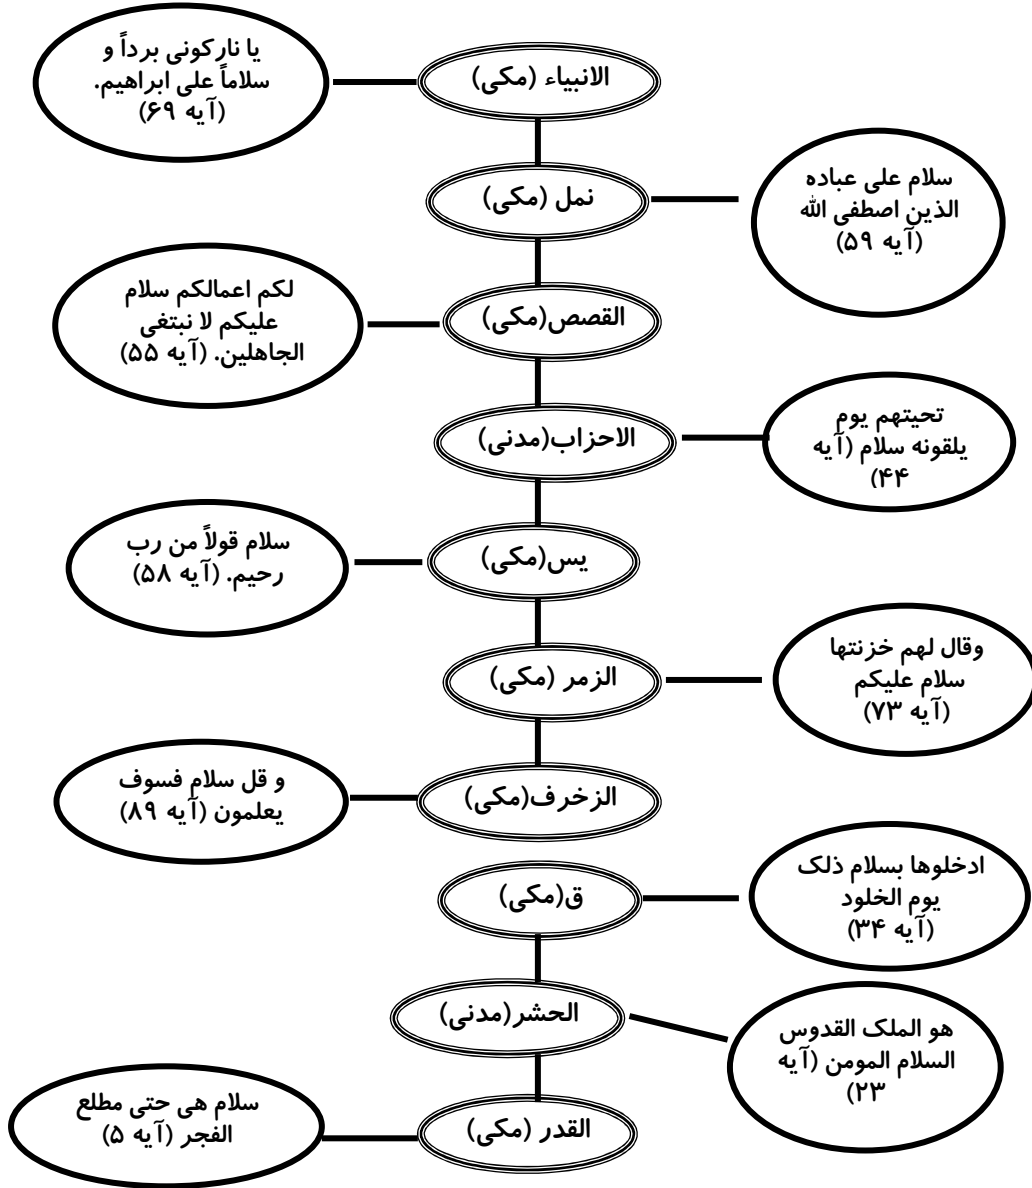 الانبیاء (مکی)
یا نارکونی برداً و
سلاماً علی ابراهیم.
(آیه ۶۹)
نمل (مکی)
سلام علی عباده
الذین اصطفی الله
(آیه ۵۹)
القصص(مکی)
لکم اعمالکم سلام
علیکم لا نبتغی
الجاهلین. (آیه ۵۵)
الاحزاب(مدنی)
تحیتهم یوم
یلقونه سلام (آیه
۴۴)
یس(مکی)
سلام قولاً من رب
رحیم. (آیه ۵۸)
الزمر (مکی)
وقال لهم خزنتها
سلام علیکم
(آیه ۷۳)
الزخرف(مکی)
و قل سلام فسوف
یعلمون (آیه ۸۹)
ق(مکی)
ادخلوها بسلام ذلک
یوم الخلود
(آیه ۳۴)
الحشر(مدنی)
هو الملک القدوس
السلام المومن (آیه
۲۳)
القدر (مکی)
سلام هی حتی مطلع
الفجر (آیه ۵)